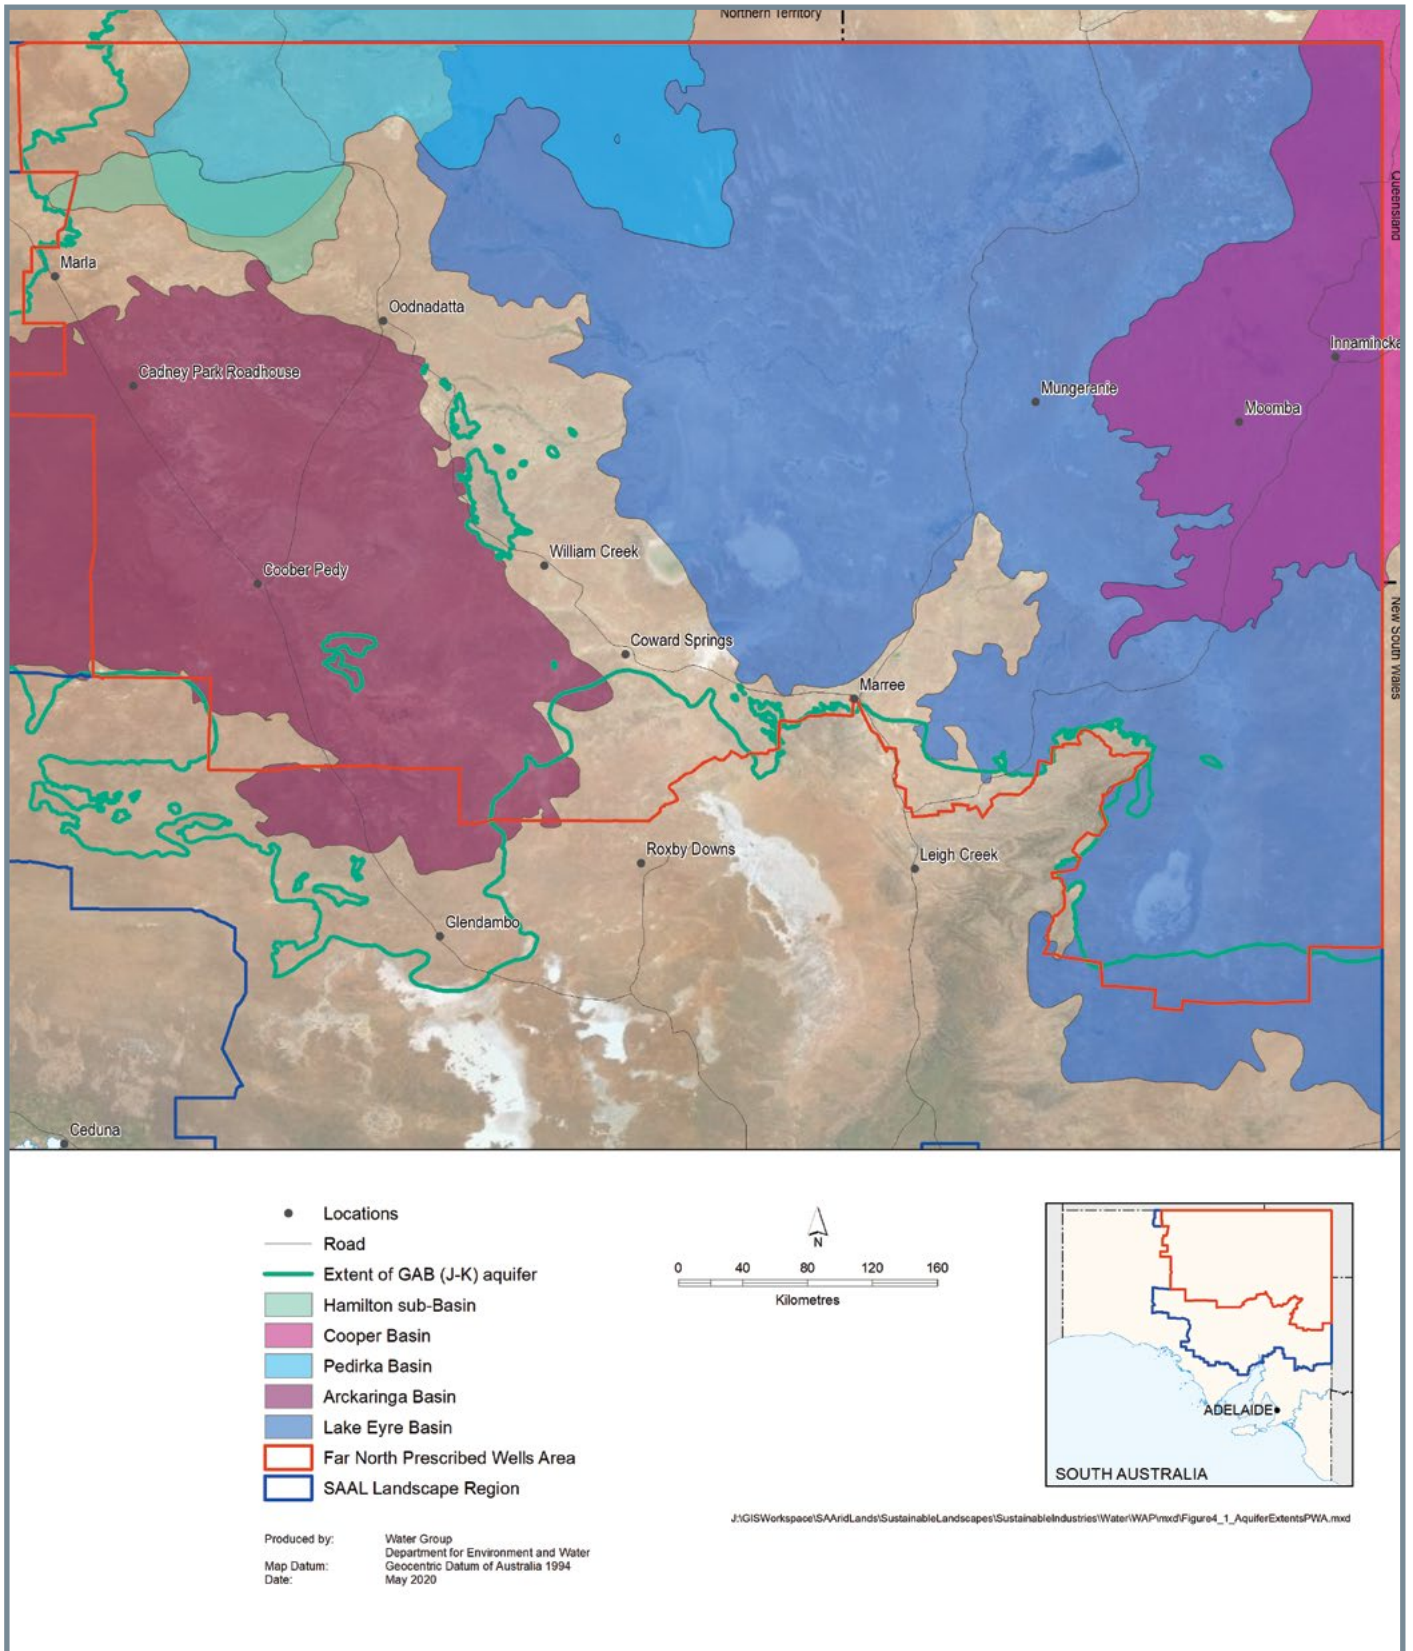 Northern Territory
Queensland
Marla
Oodnadatta
Innamincka
Cadney Park Roadhouse
Mungeranie
Moomba
William Creek
Coober Pedy
New South Wales
Coward Springs
Marree
Roxby Downs
Leigh Creek
Glendambo
Ceduna
Locations
Road
Extent of GAB (J-K) aquifer
Hamilton sub-Basin
Cooper Basin
Pedirka Basin
Arckaringa Basin
Lake Eyre Basin
Far North Prescribed Wells Area
SAAL Landscape Region
N
0 40 80 120 160
Kilometres
ADELAIDE
SOUTH AUSTRALIA
J:\GISWorkspace\SAAridLands\SustainableLandscapes\SustainableIndustries\Water\WAP\mxd\Figure4_1_AquiferExtentsPWA.mxd
Produced by: Water Group
Department for Environment and Water
Map Datum: Geocentric Datum of Australia 1994
Date: May 2020